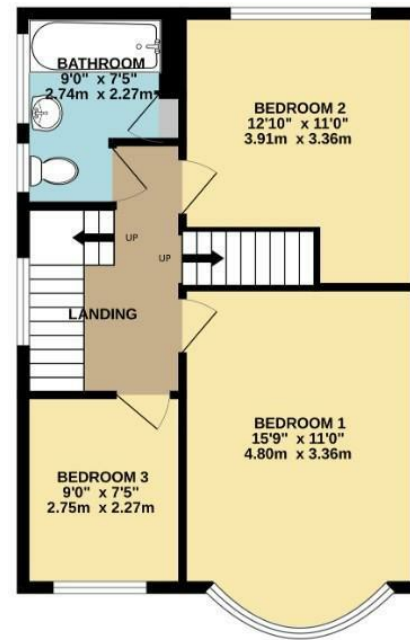 BATHROOM
9'0" x 7'5"
2.74m x 2.27m
BEDROOM 2
12'10" x 11'0"
3.91m x 3.36m
UP
UP
LANDING
BEDROOM 1
15'9" x 11'0"
4.80m x 3.36m
BEDROOM 3
9'0" x 7'5"
2.75m x 2.27m